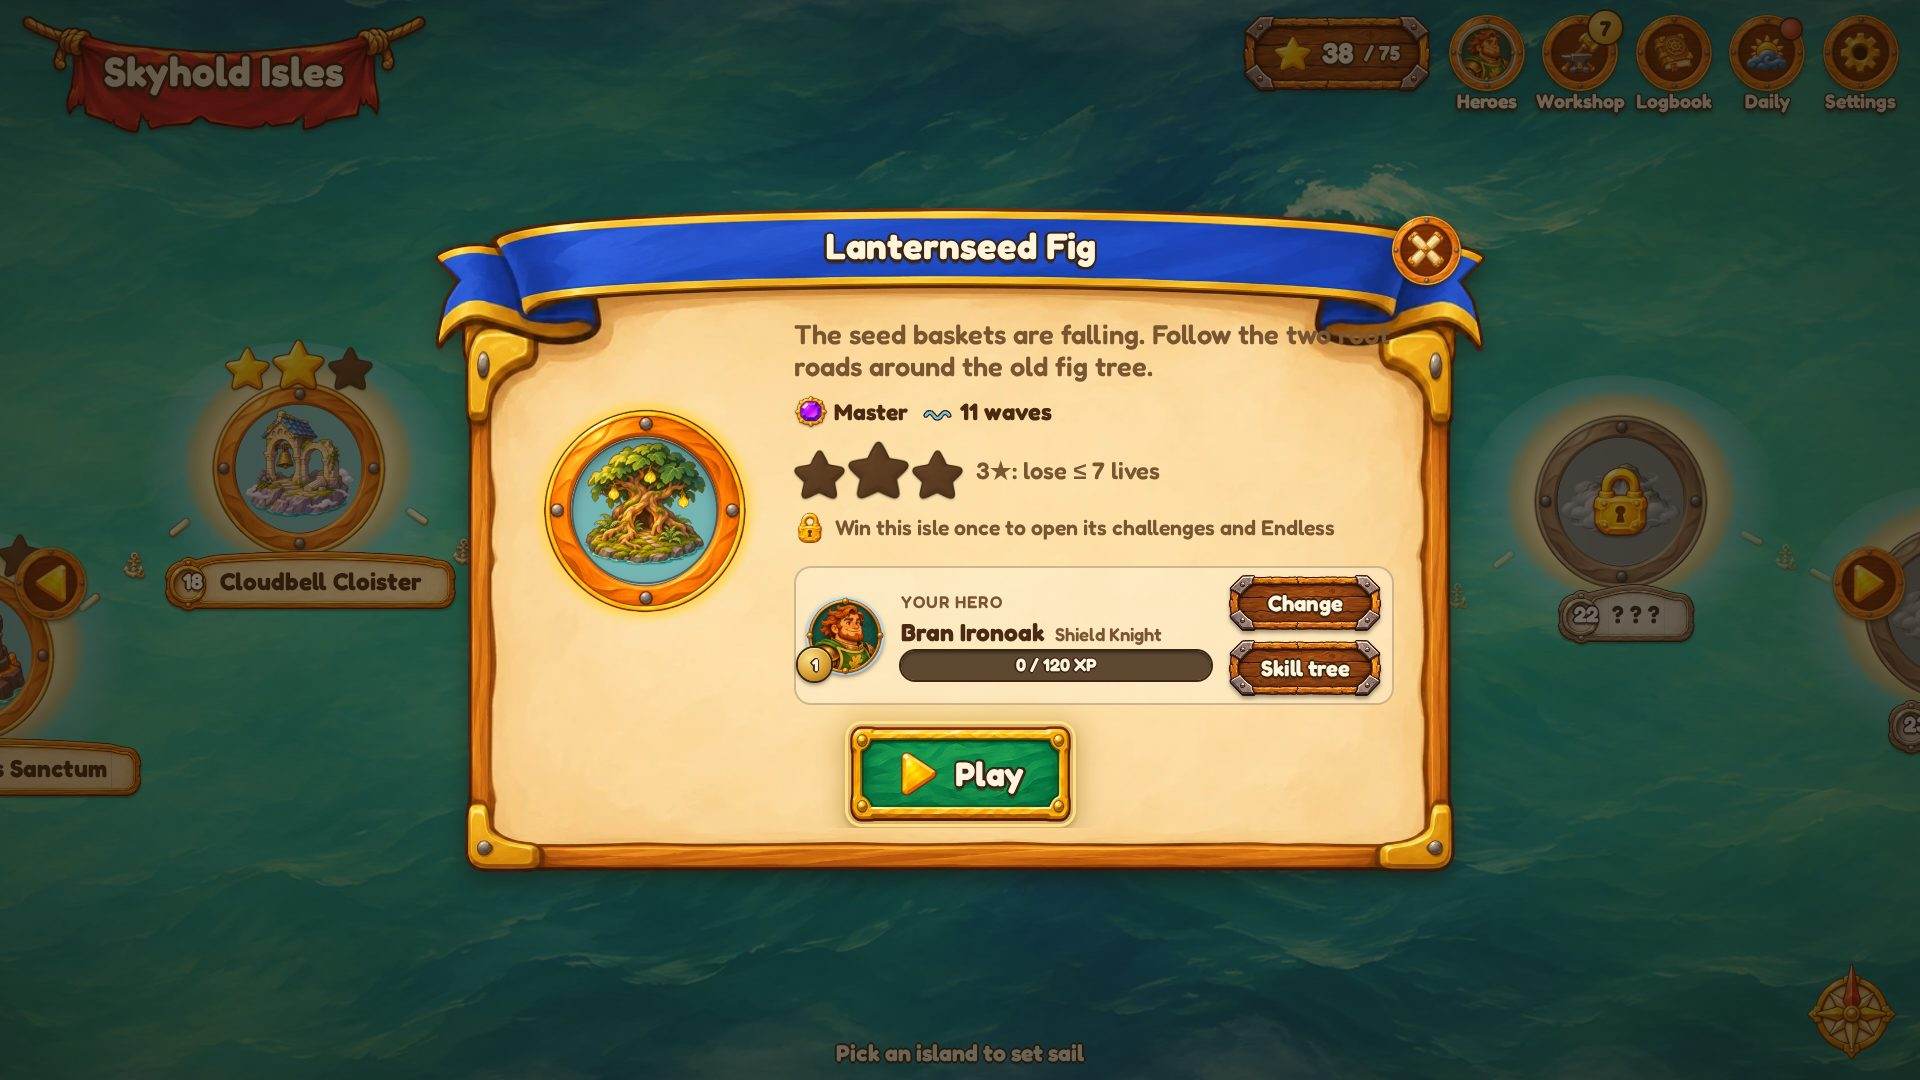 Skyhold Isles
38 / 75
7
Heroes
Workshop
Logbook
Daily
Settings
Lanternseed Fig
The seed baskets are falling. Follow the two root
roads around the old fig tree.
Master
11 waves
3★: lose ≤ 7 lives
Win this isle once to open its challenges and Endless
YOUR HERO
Bran Ironoak Shield Knight
1
0 / 120 XP
Change
Skill tree
Play
18 Cloudbell Cloister
Sanctum
22 ???
Pick an island to set sail